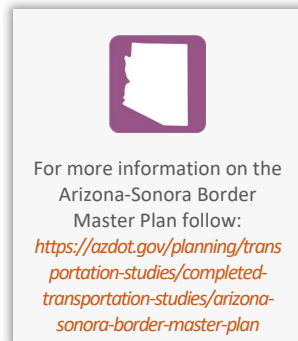 For more information on the
Arizona-Sonora Border
Master Plan follow:
https://azdot.gov/planning/trans
portation-studies/completed-
transportation-studies/arizona-
sonora-border-master-plan